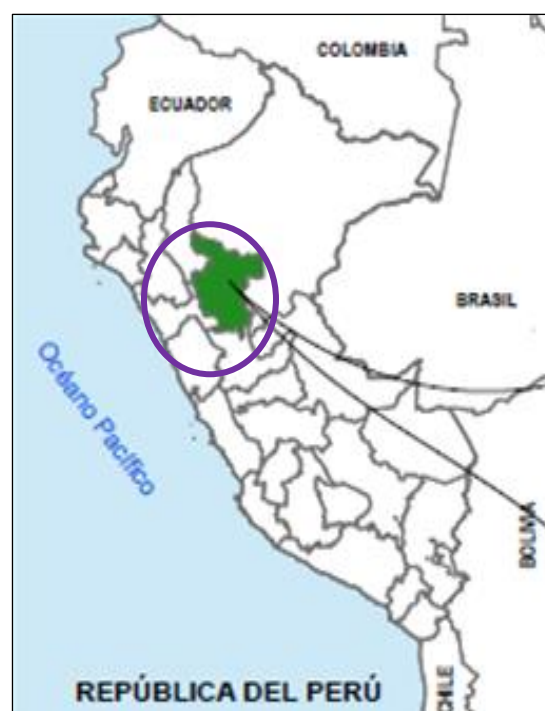 COLOMBIA
ECUADOR
BRASIL
Océano Pacífico
BOLIVIA
REPÚBLICA DEL PERÚ
CHILE